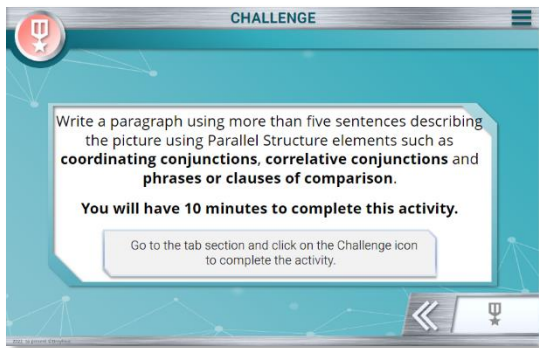 CHALLENGE
Write a paragraph using more than five sentences describing
the picture using Parallel Structure elements such as
coordinating conjunctions, correlative conjunctions and
phrases or clauses of comparison.
You will have 10 minutes to complete this activity.
Go to the tab section and click on the Challenge icon
to complete the activity.